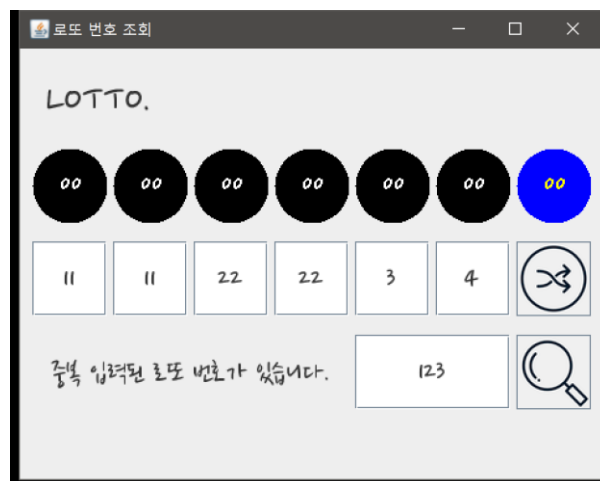 로또 번호 조회
LOTTO.
00 00 00 00 00 00 00
11 11 22 22 3 4
중복 입력된 로또 번호가 있습니다. 123